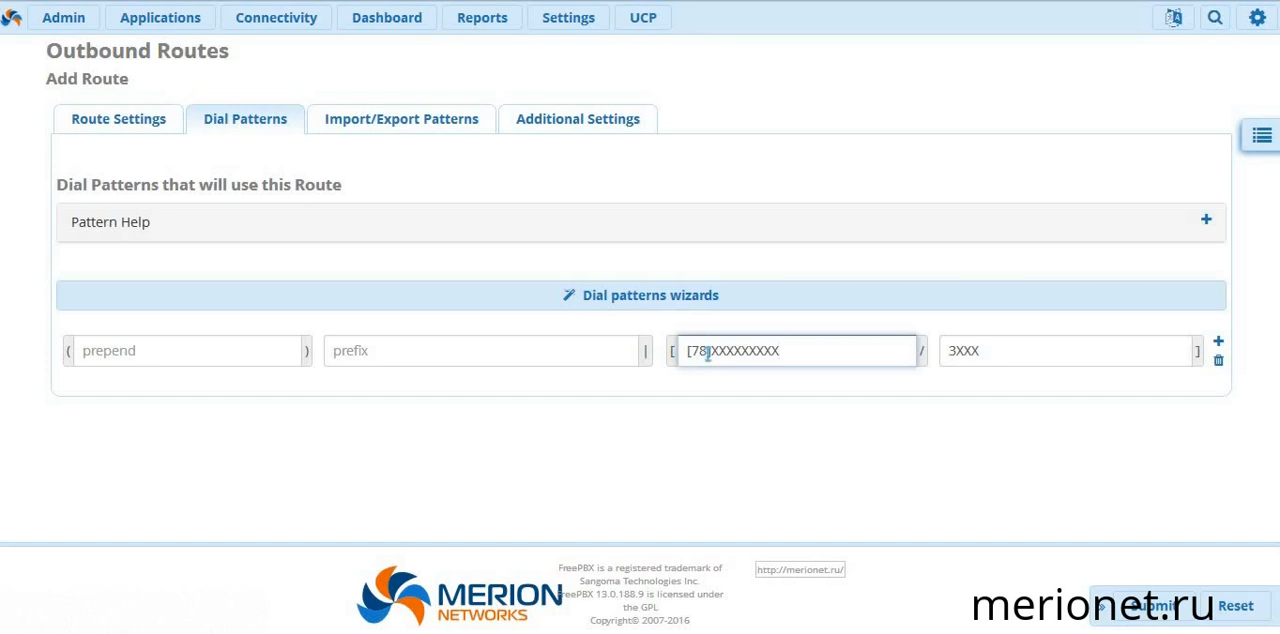 Admin Applications Connectivity Dashboard Reports Settings UCP
Outbound Routes
Add Route
Route Settings Dial Patterns Import/Export Patterns Additional Settings
Dial Patterns that will use this Route
Pattern Help
Dial patterns wizards
( prepend ) prefix | [ [78]XXXXXXXXX / 3XXX ]
MERION
NETWORKS
FreePBX is a registered trademark of
Sangoma Technologies Inc.
FreePBX 13.0.188.9 is licensed under
the GPL
Copyright© 2007-2016
http://merionet.ru/
» Submit Reset
merionet.ru